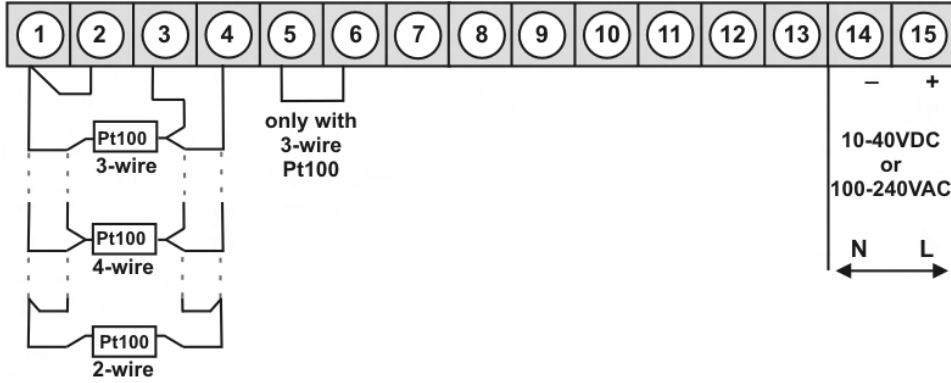 1 2 3 4 5 6 7 8 9 10 11 12 13 14 15
– +
Pt100
3-wire
only with
3-wire
Pt100
10-40VDC
or
100-240VAC
Pt100
4-wire
N L
Pt100
2-wire